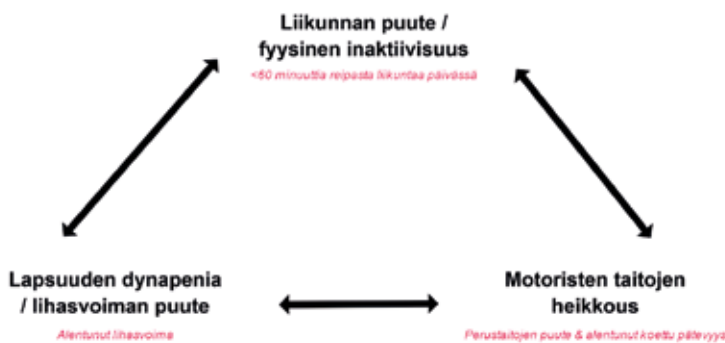 Liikunnan puute /
fyysinen inaktiivisuus
<60 minuuttia reipasta liikuntaa päivässä
Lapsuuden dynapenia
/ lihasvoiman puute
Alentunut lihasvoima
Motoristen taitojen
heikkous
Perustaitojen puute & alentunut koettu pätevyys